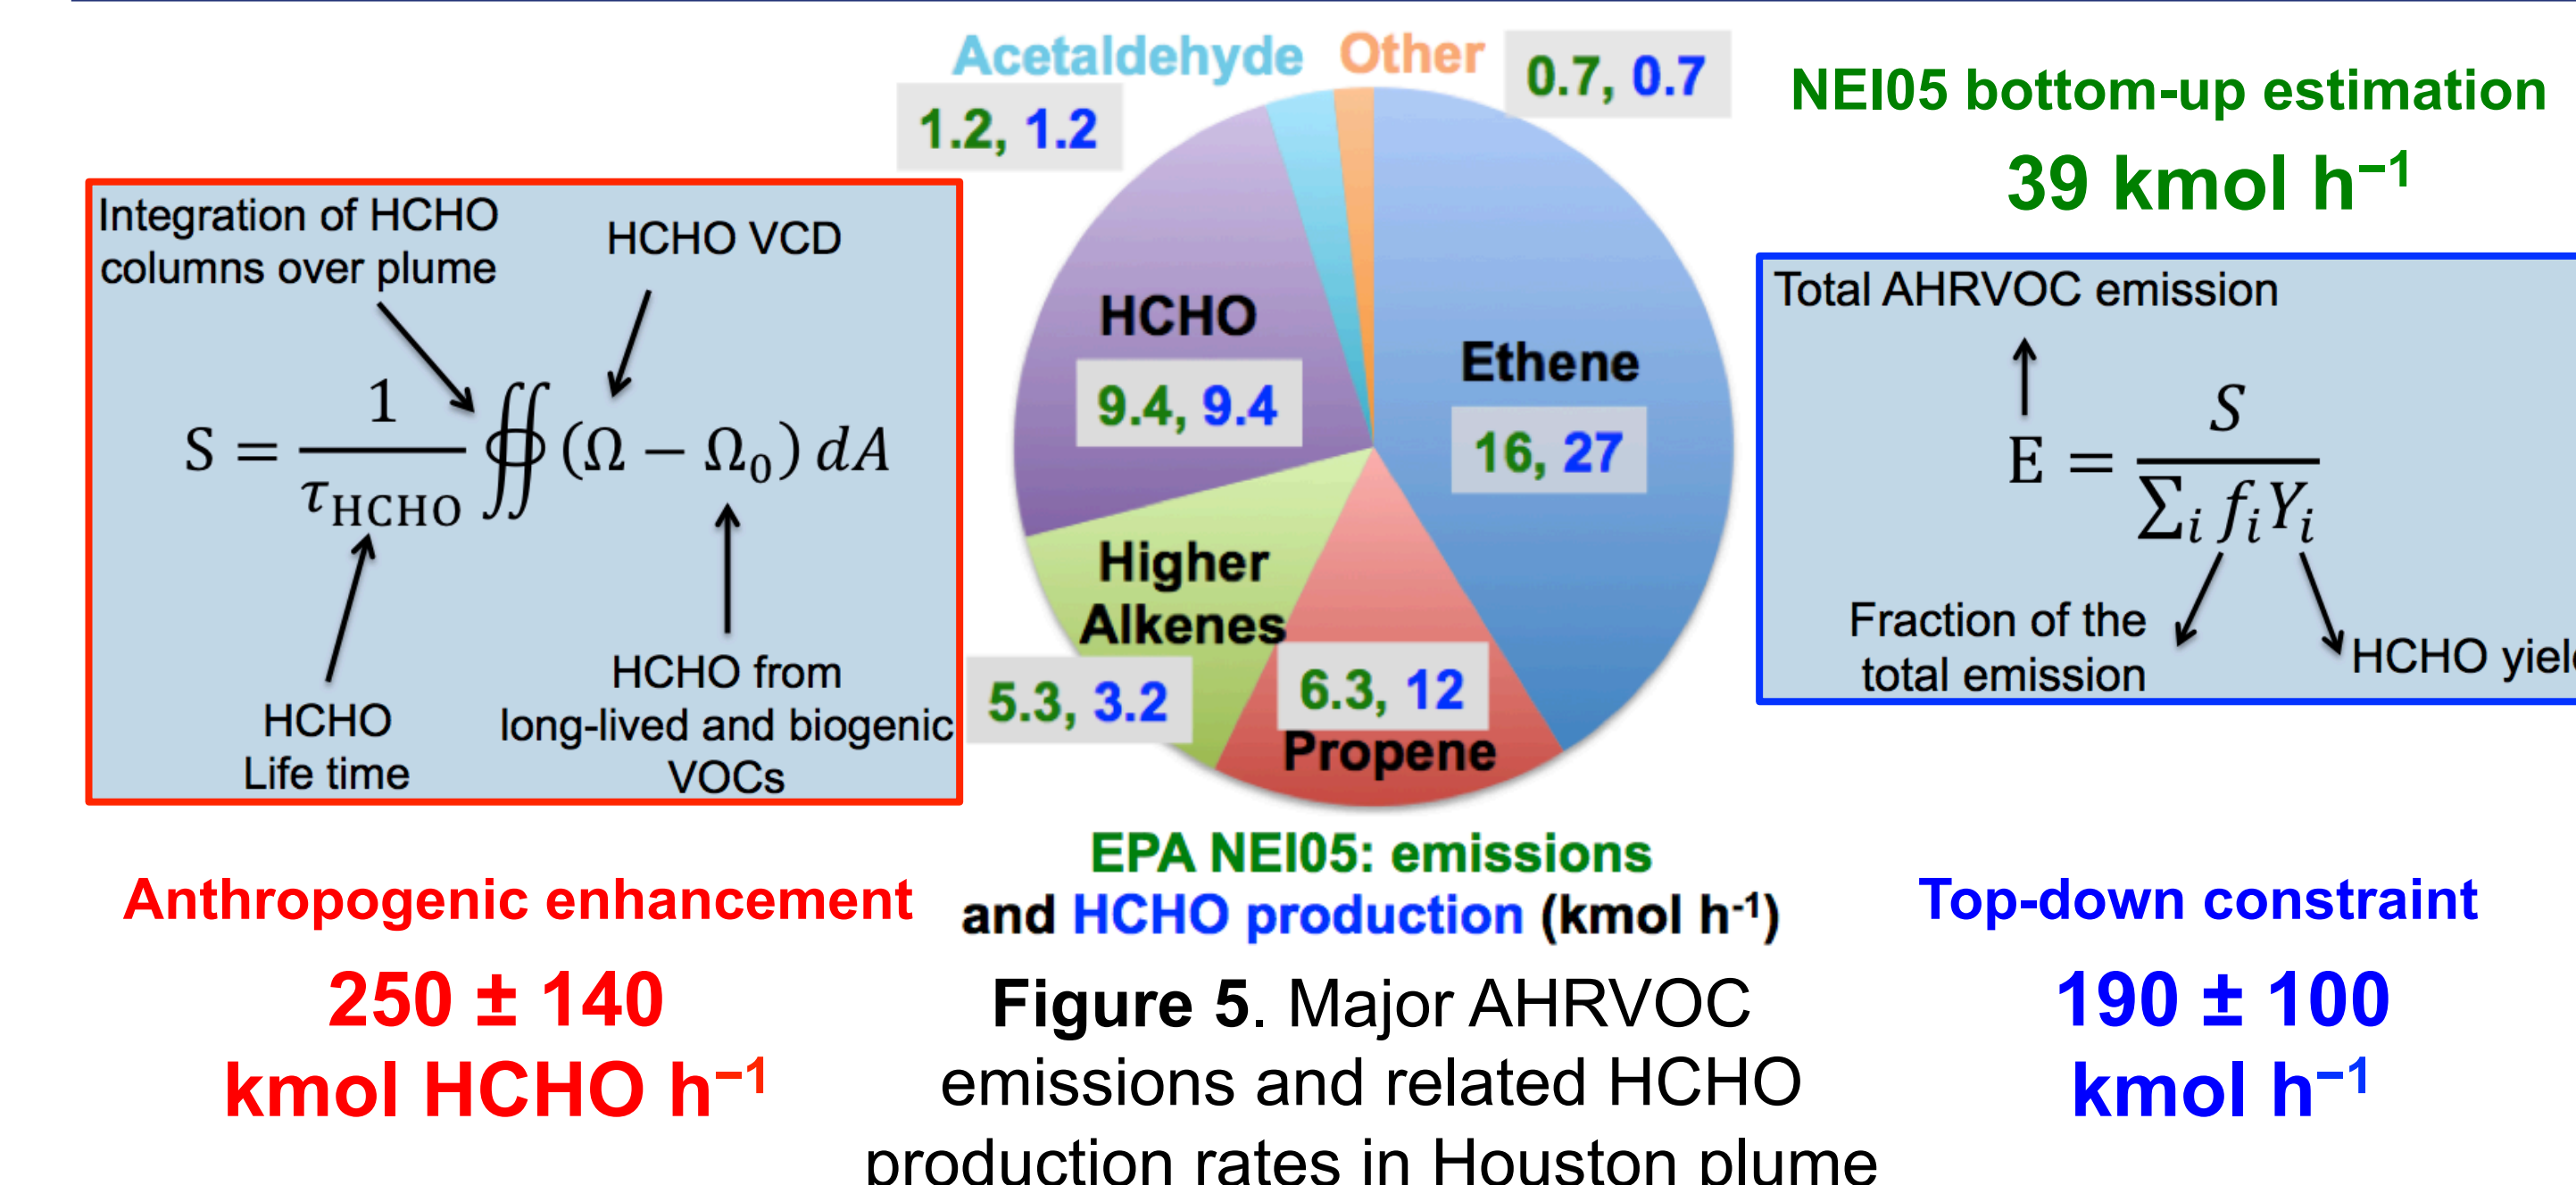 Acetaldehyde
1.2, 1.2
Other
0.7, 0.7
HCHO
9.4, 9.4
Ethene
16, 27
Higher
Alkenes
5.3, 3.2
6.3, 12
Propene
EPA NEI05: emissions
and HCHO production (kmol h⁻¹)
Figure 5. Major AHRVOC
emissions and related HCHO
production rates in Houston plume
Integration of HCHO
columns over plume
HCHO VCD
S = 1/τ_HCHO ∯ (Ω − Ω₀) dA
HCHO
Life time
HCHO from
long-lived and biogenic
VOCs
Anthropogenic enhancement
250 ± 140
kmol HCHO h⁻¹
NEI05 bottom-up estimation
39 kmol h⁻¹
Total AHRVOC emission
E = S/∑ᵢ fᵢYᵢ
Fraction of the
total emission
HCHO
Top-down constraint
190 ± 100
kmol h⁻¹